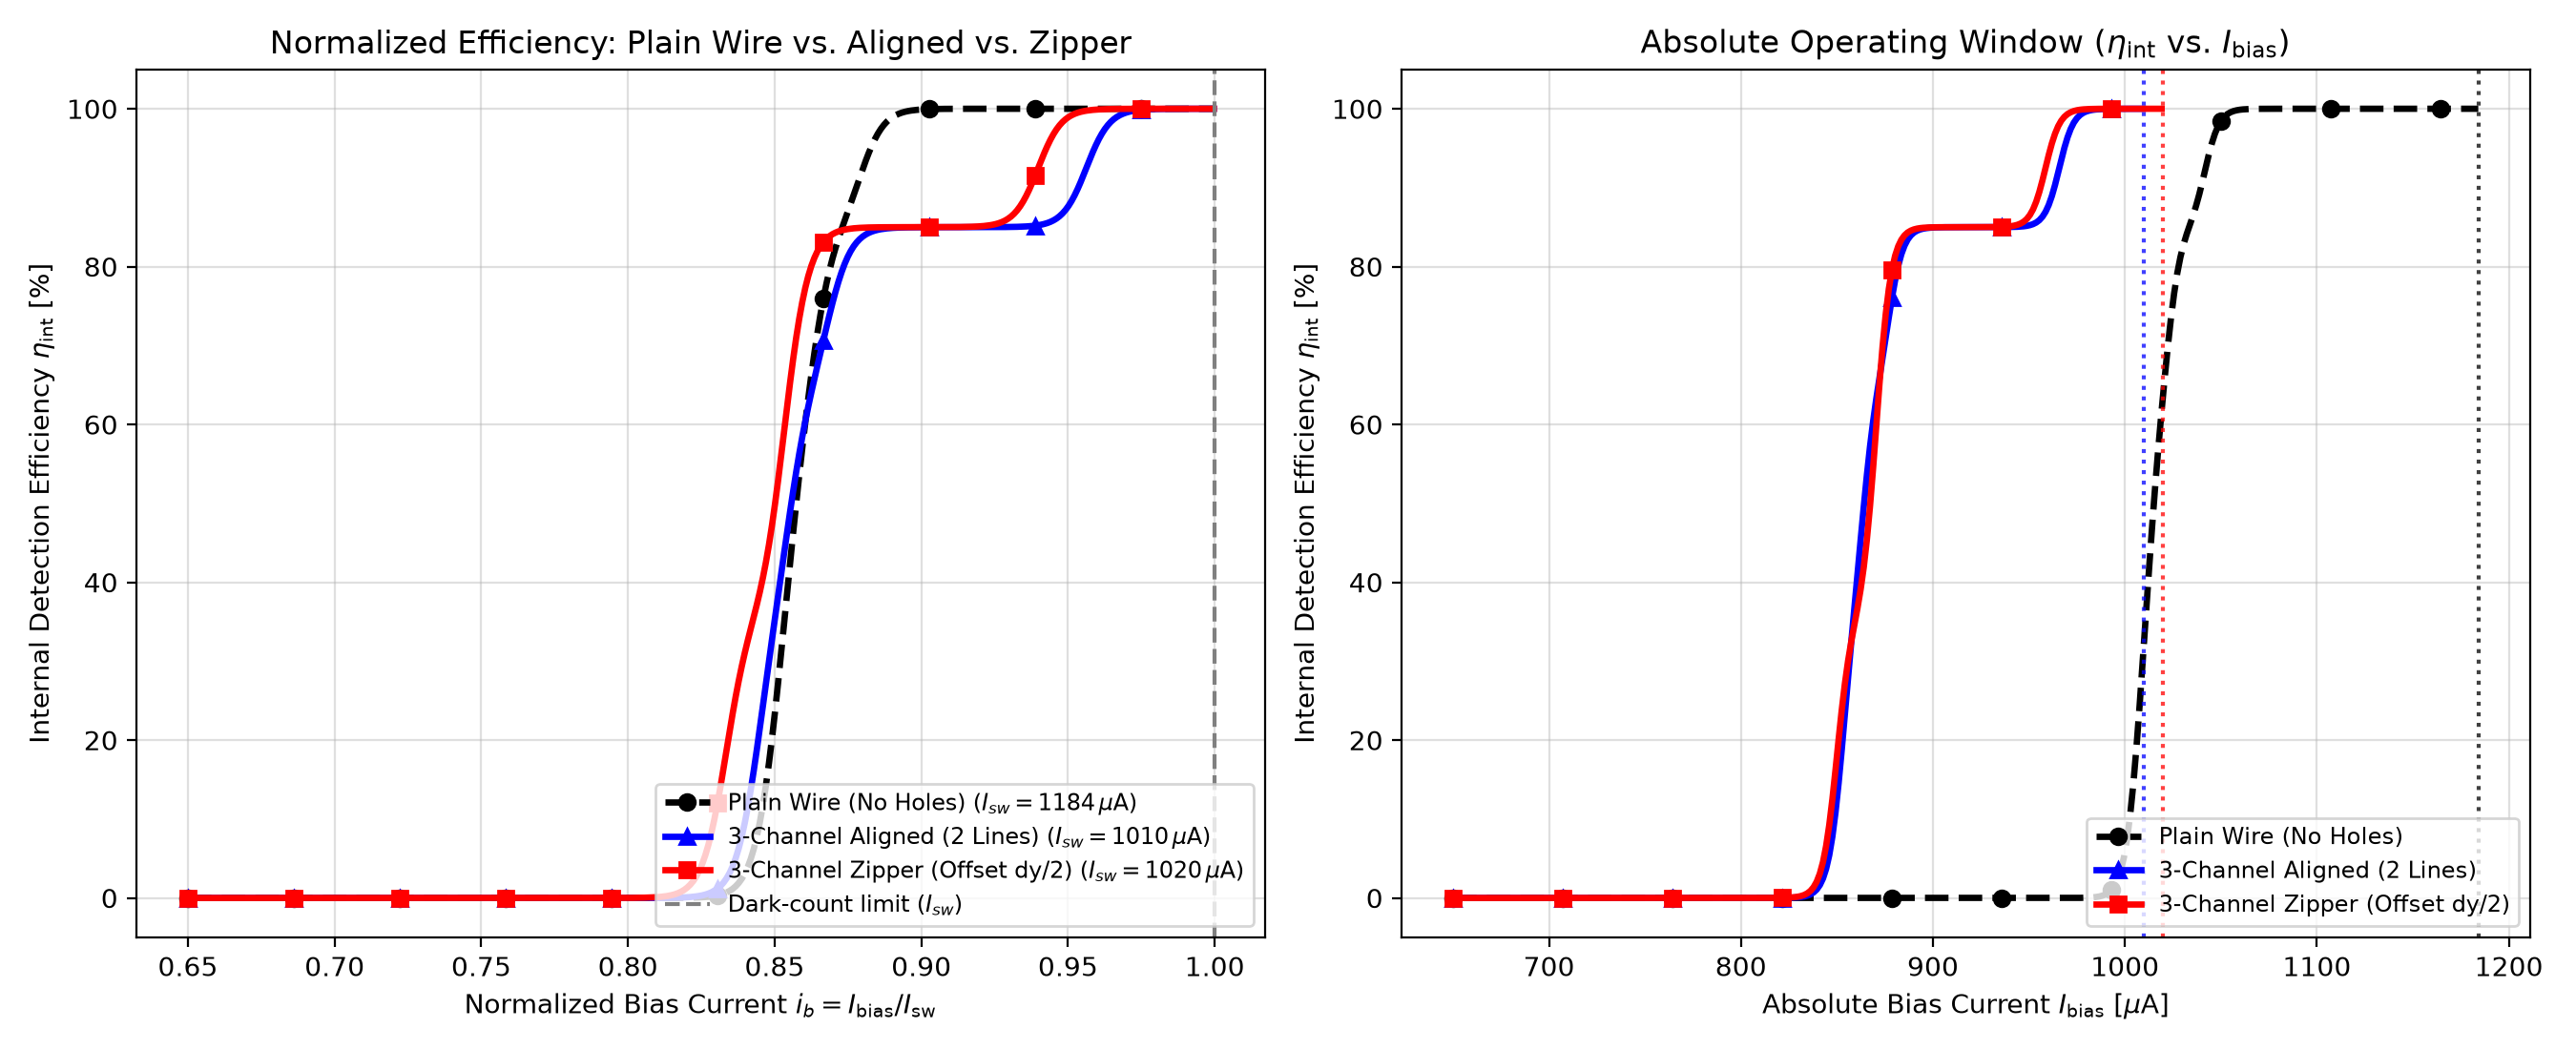 Normalized Efficiency: Plain Wire vs. Aligned vs. Zipper
Internal Detection Efficiency η_int [%]
100
80
60
40
20
0
Plain Wire (No Holes) (I_sw = 1184 μA)
3-Channel Aligned (2 Lines) (I_sw = 1010 μA)
3-Channel Zipper (Offset dy/2) (I_sw = 1020 μA)
Dark-count limit (I_sw)
0.65 0.70 0.75 0.80 0.85 0.90 0.95 1.00
Normalized Bias Current i_b = I_bias/I_sw
Absolute Operating Window (η_int vs. I_bias)
Internal Detection Efficiency η_int [%]
100
80
60
40
20
0
Plain Wire (No Holes)
3-Channel Aligned (2 Lines)
3-Channel Zipper (Offset dy/2)
700 800 900 1000 1100 1200
Absolute Bias Current I_bias [μA]